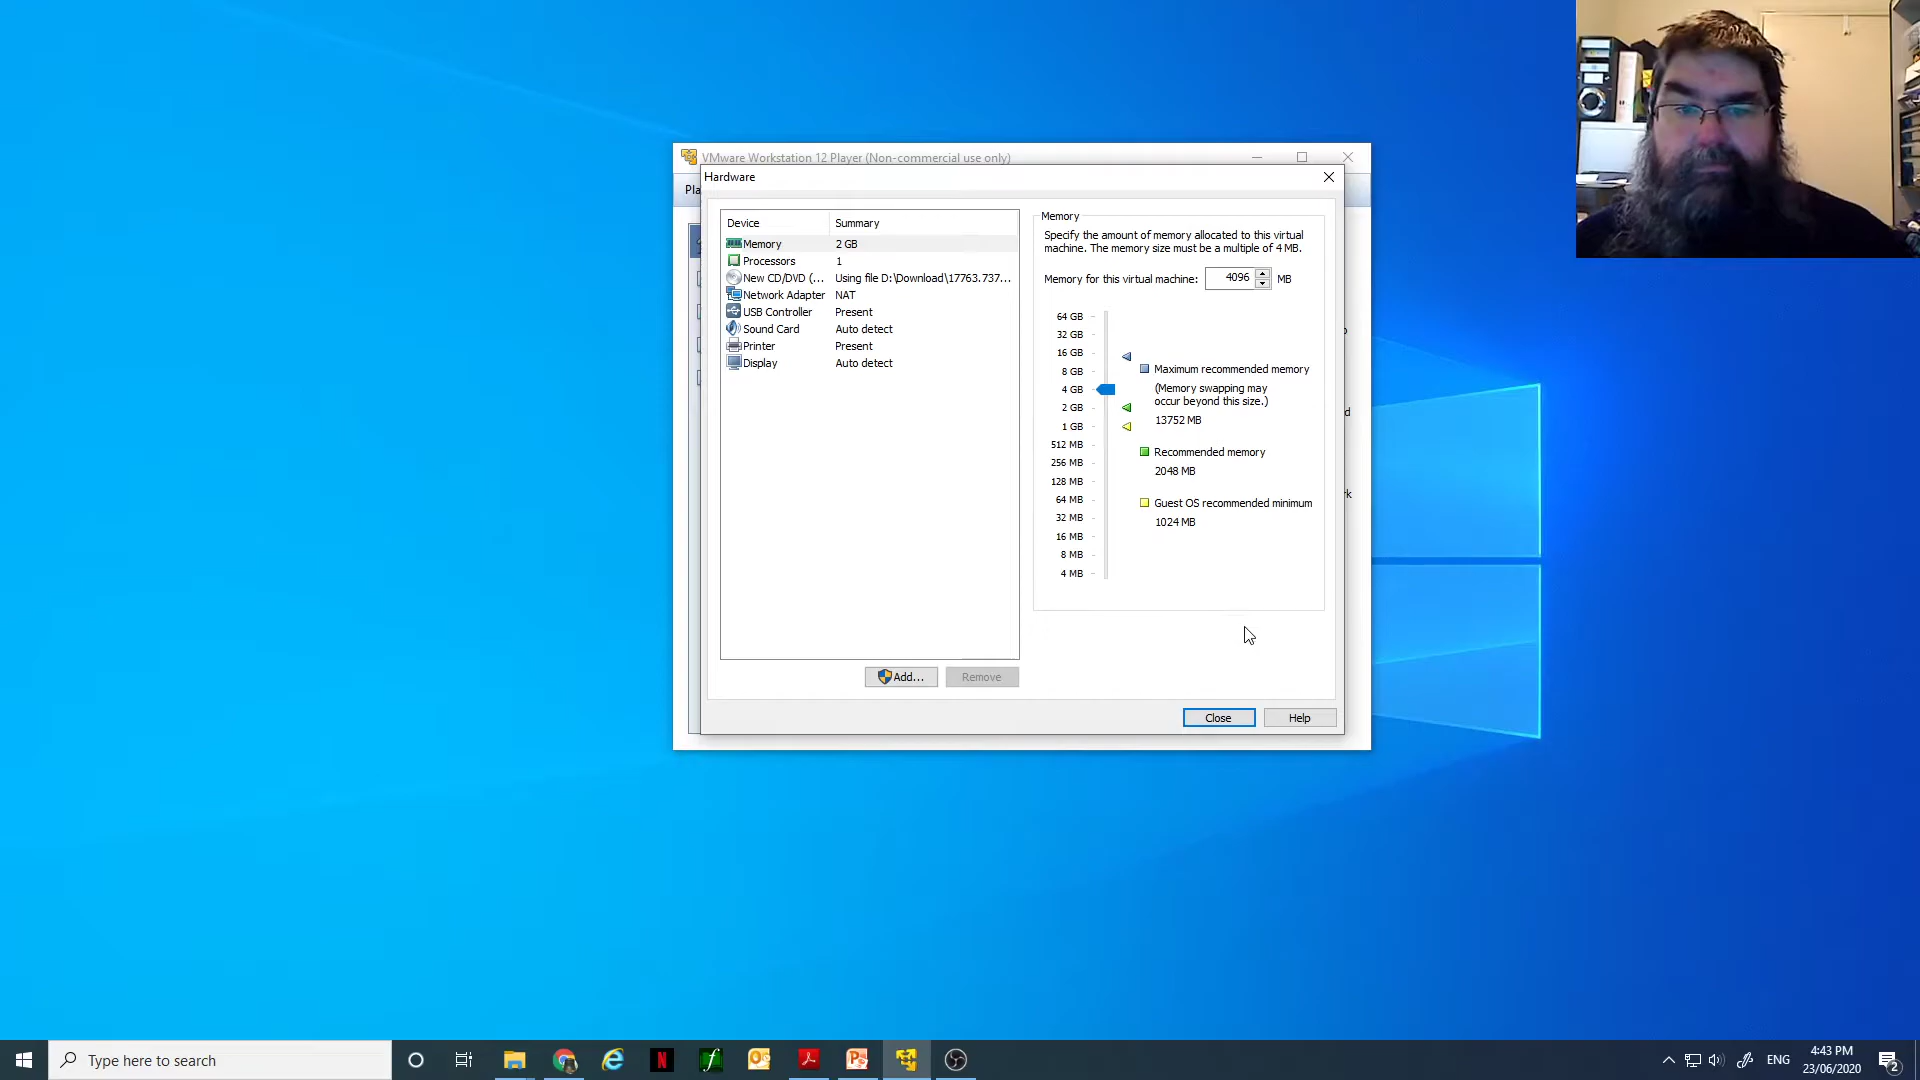 VMware Workstation 12 Player (Non-commercial use only)
Pla
Hardware
Device Summary
Memory 2 GB
Processors 1
New CD/DVD (... Using file D:\Download\17763.737...
Network Adapter NAT
USB Controller Present
Sound Card Auto detect
Printer Present
Display Auto detect
Add...
Remove
Memory
Specify the amount of memory allocated to this virtual
machine. The memory size must be a multiple of 4 MB.
Memory for this virtual machine: 4096 MB
64 GB
32 GB
16 GB
8 GB
4 GB
2 GB
1 GB
512 MB
256 MB
128 MB
64 MB
32 MB
16 MB
8 MB
4 MB
Maximum recommended memory
(Memory swapping may
occur beyond this size.)
13752 MB
Recommended memory
2048 MB
Guest OS recommended minimum
1024 MB
Close
Help
d
rk
Type here to search
ENG
4:43 PM
23/06/2020
2